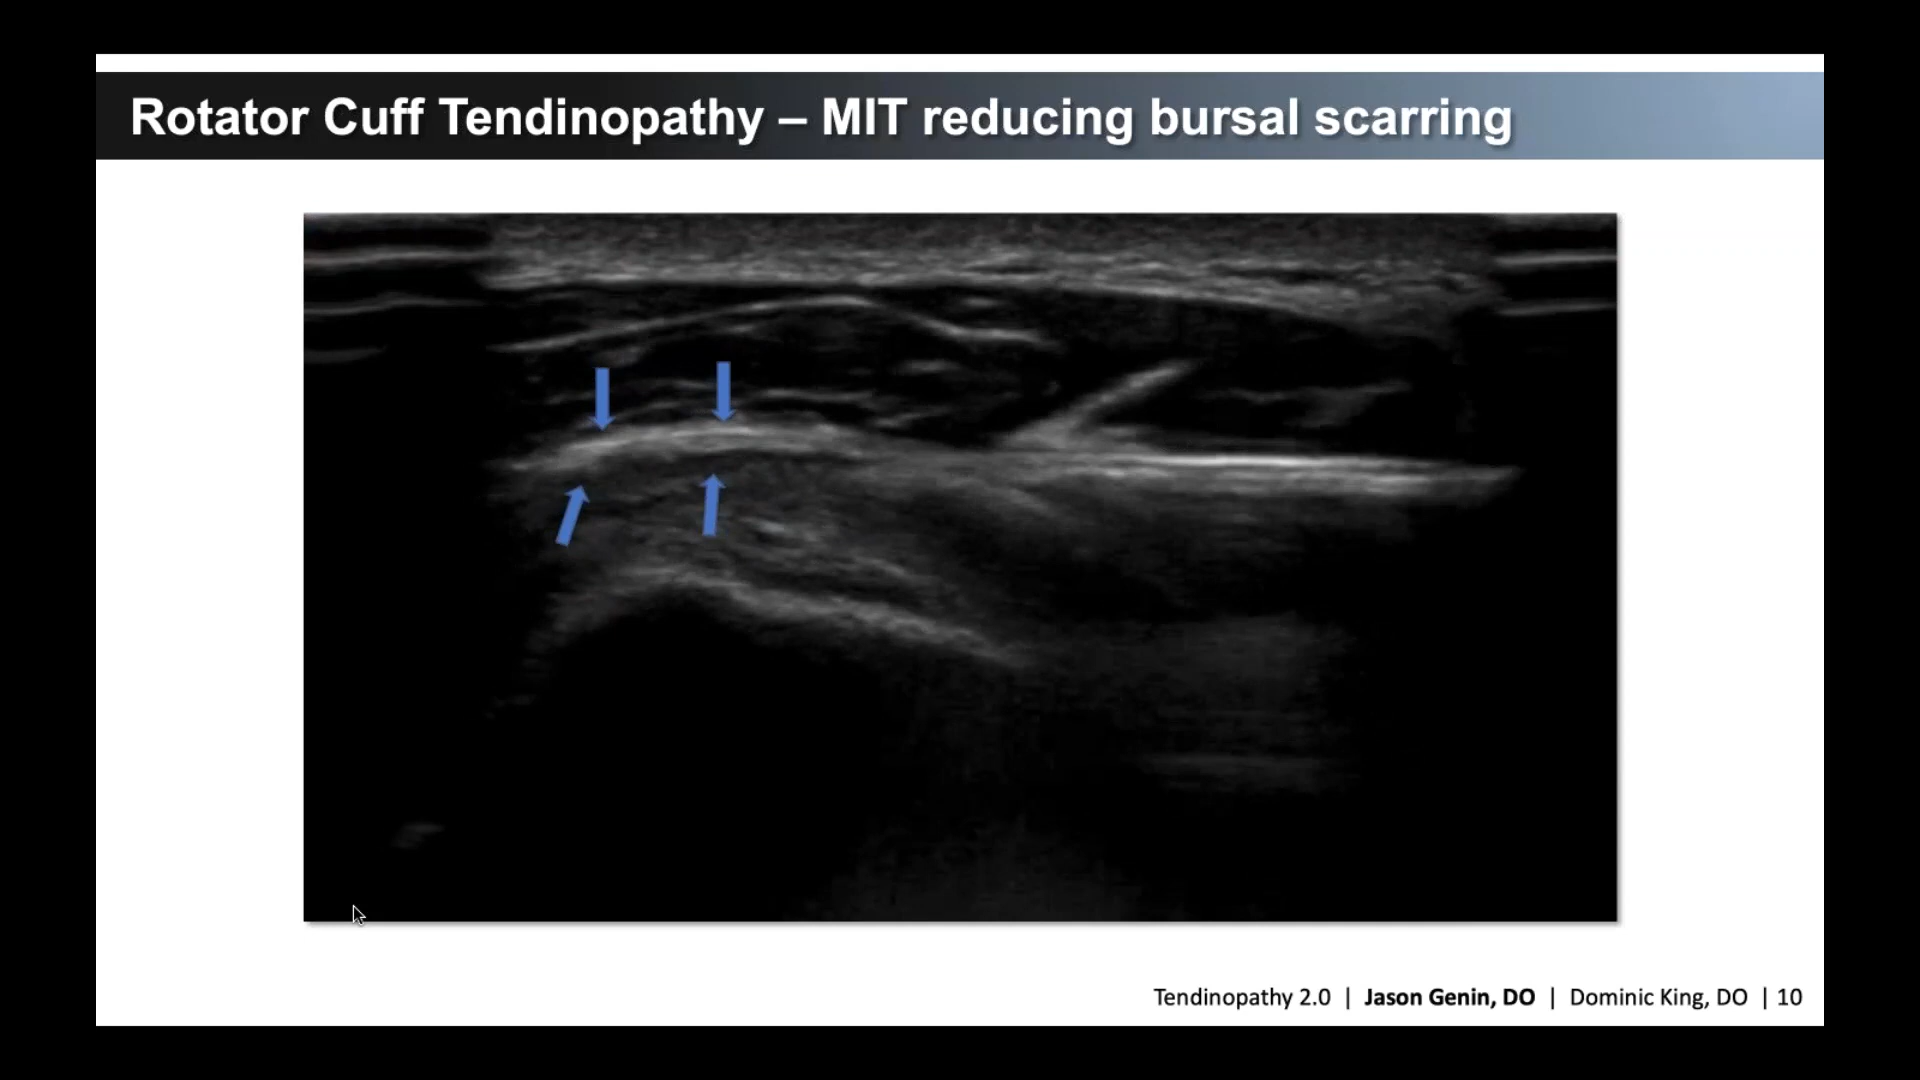 Rotator Cuff Tendinopathy – MIT reducing bursal scarring
Tendinopathy 2.0 | Jason Genin, DO | Dominic King, DO | 10